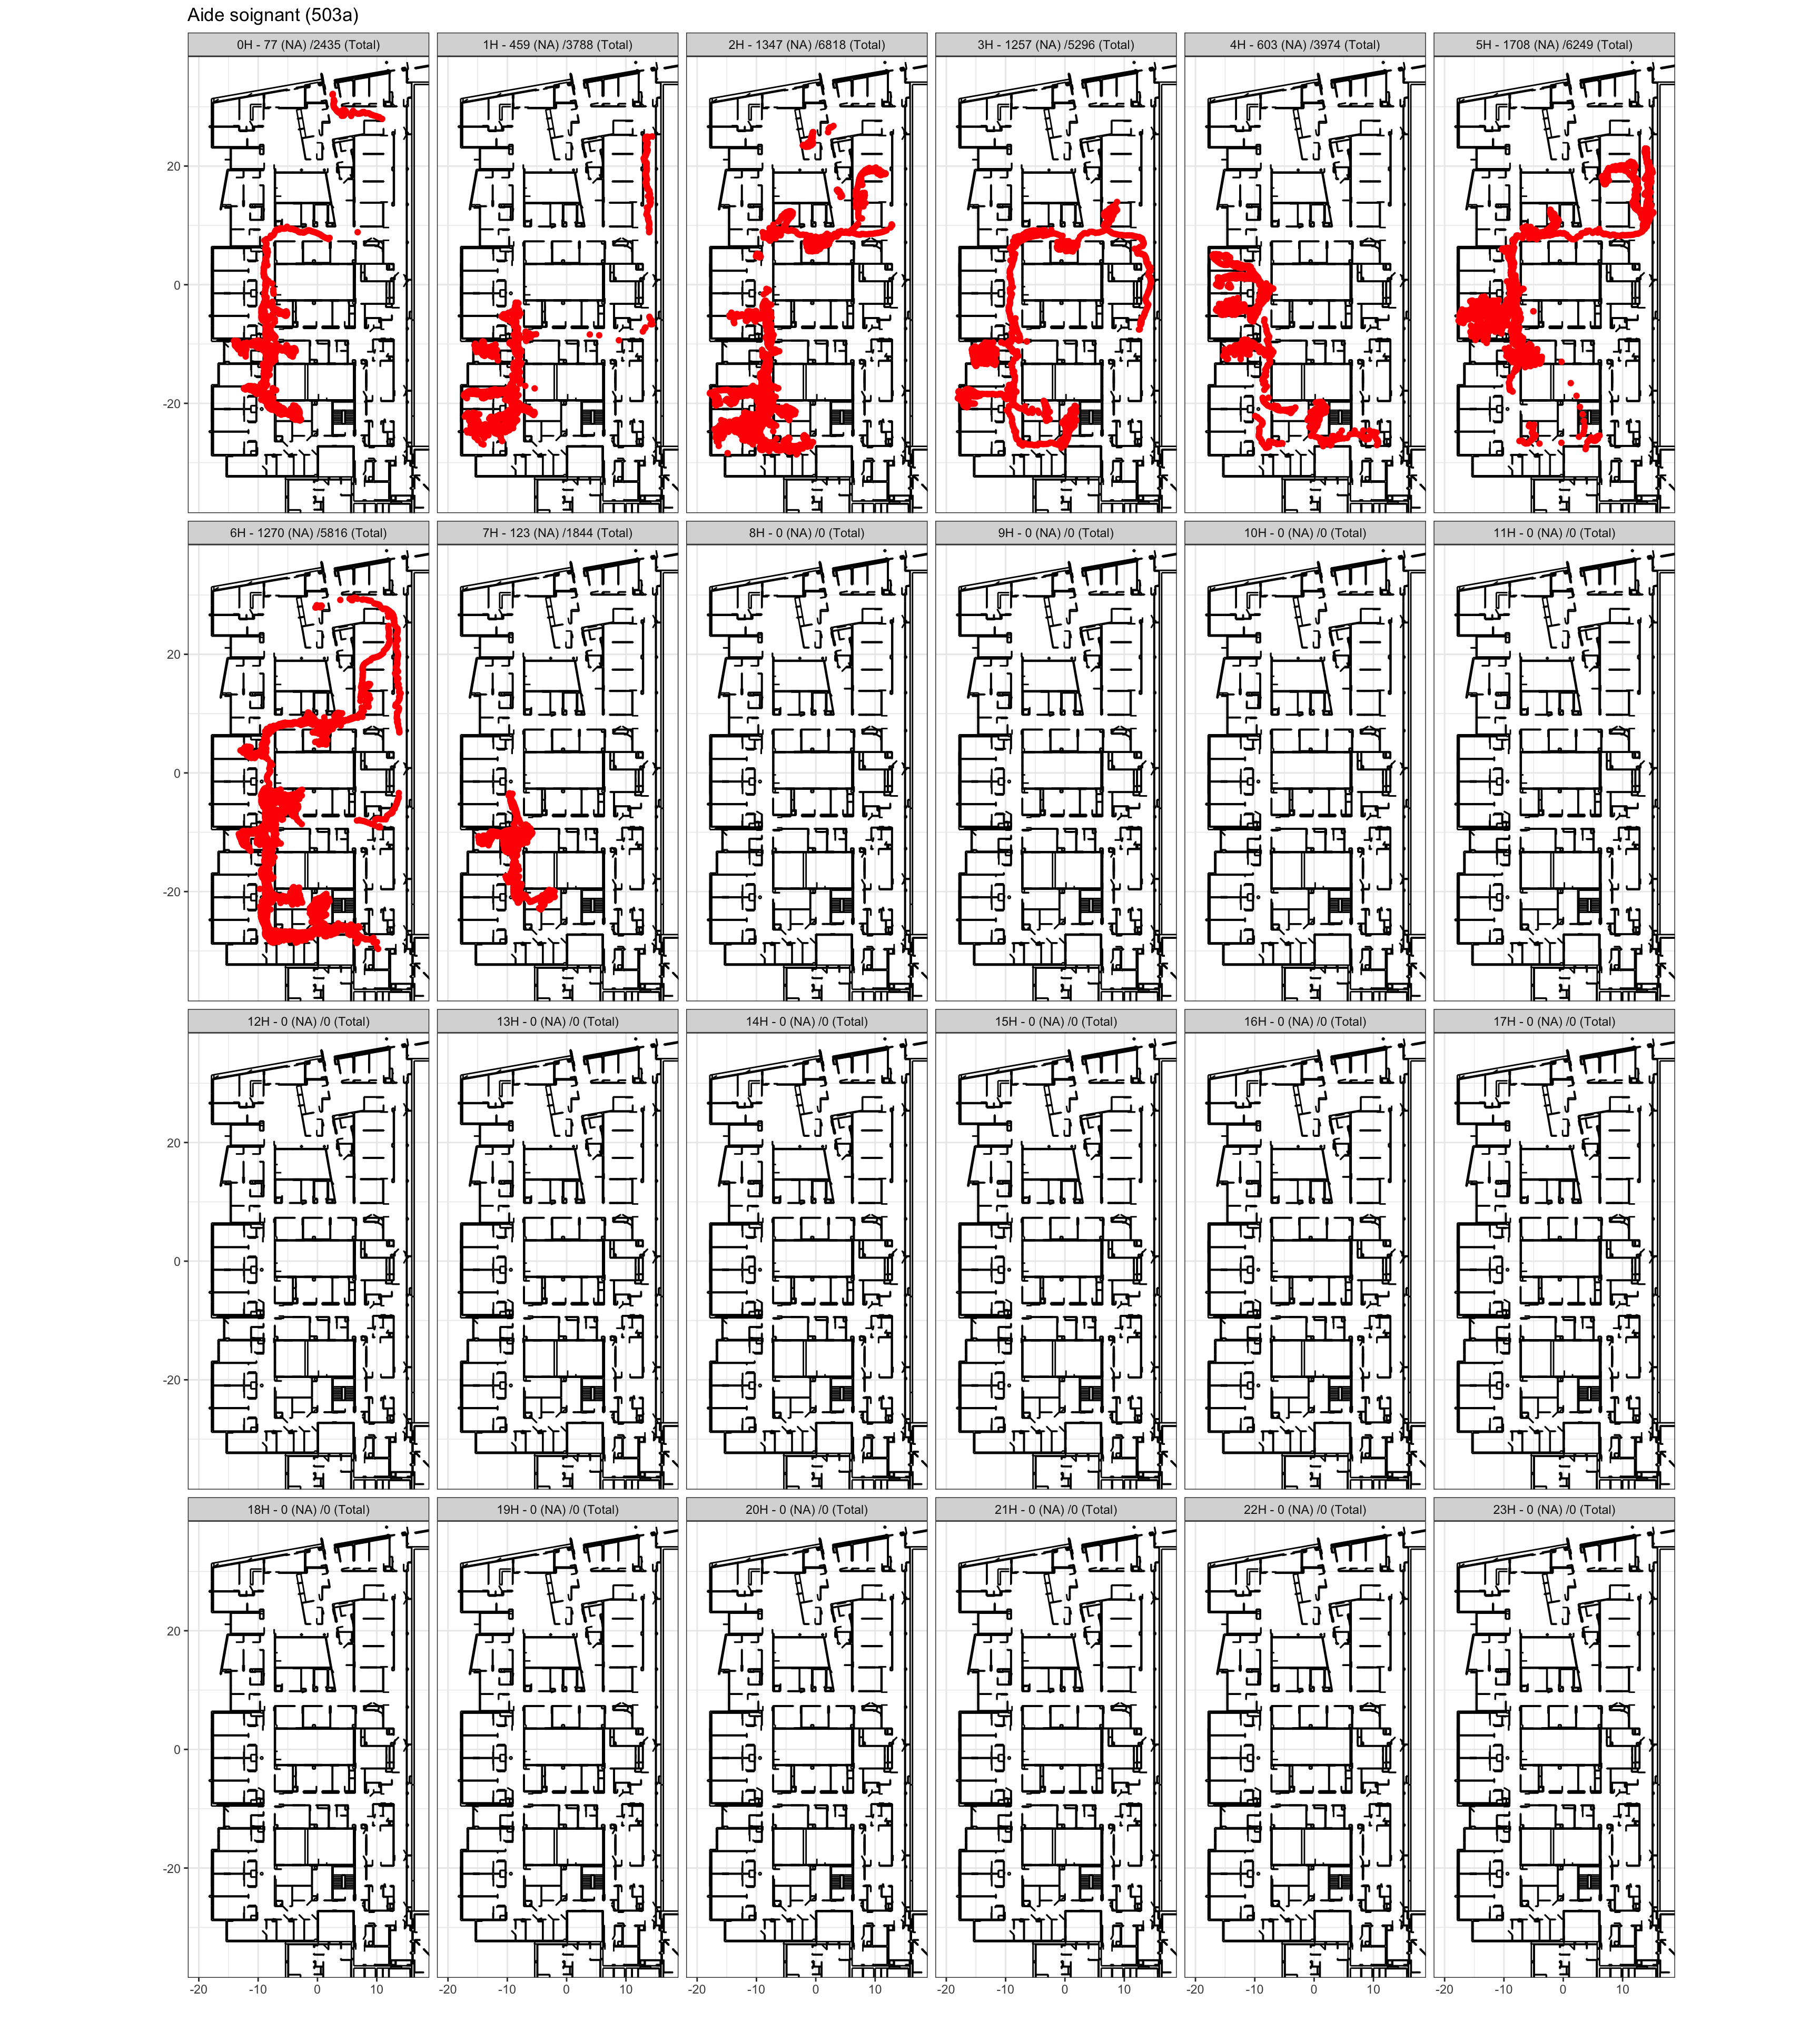 Aide soignant (503a)
0H - 77 (NA) /2435 (Total) 1H - 459 (NA) /3788 (Total) 2H - 1347 (NA) /6818 (Total) 3H - 1257 (NA) /5296 (Total) 4H - 603 (NA) /3974 (Total) 5H - 1708 (NA) /6249 (Total)
20
0
-20
6H - 1270 (NA) /5816 (Total) 7H - 123 (NA) /1844 (Total) 8H - 0 (NA) /0 (Total) 9H - 0 (NA) /0 (Total) 10H - 0 (NA) /0 (Total) 11H - 0 (NA) /0 (Total)
20
0
-20
12H - 0 (NA) /0 (Total) 13H - 0 (NA) /0 (Total) 14H - 0 (NA) /0 (Total) 15H - 0 (NA) /0 (Total) 16H - 0 (NA) /0 (Total) 17H - 0 (NA) /0 (Total)
20
0
-20
18H - 0 (NA) /0 (Total) 19H - 0 (NA) /0 (Total) 20H - 0 (NA) /0 (Total) 21H - 0 (NA) /0 (Total) 22H - 0 (NA) /0 (Total) 23H - 0 (NA) /0 (Total)
20
0
-20
-20 -10 0 10 -20 -10 0 10 -20 -10 0 10 -20 -10 0 10 -20 -10 0 10 -20 -10 0 10